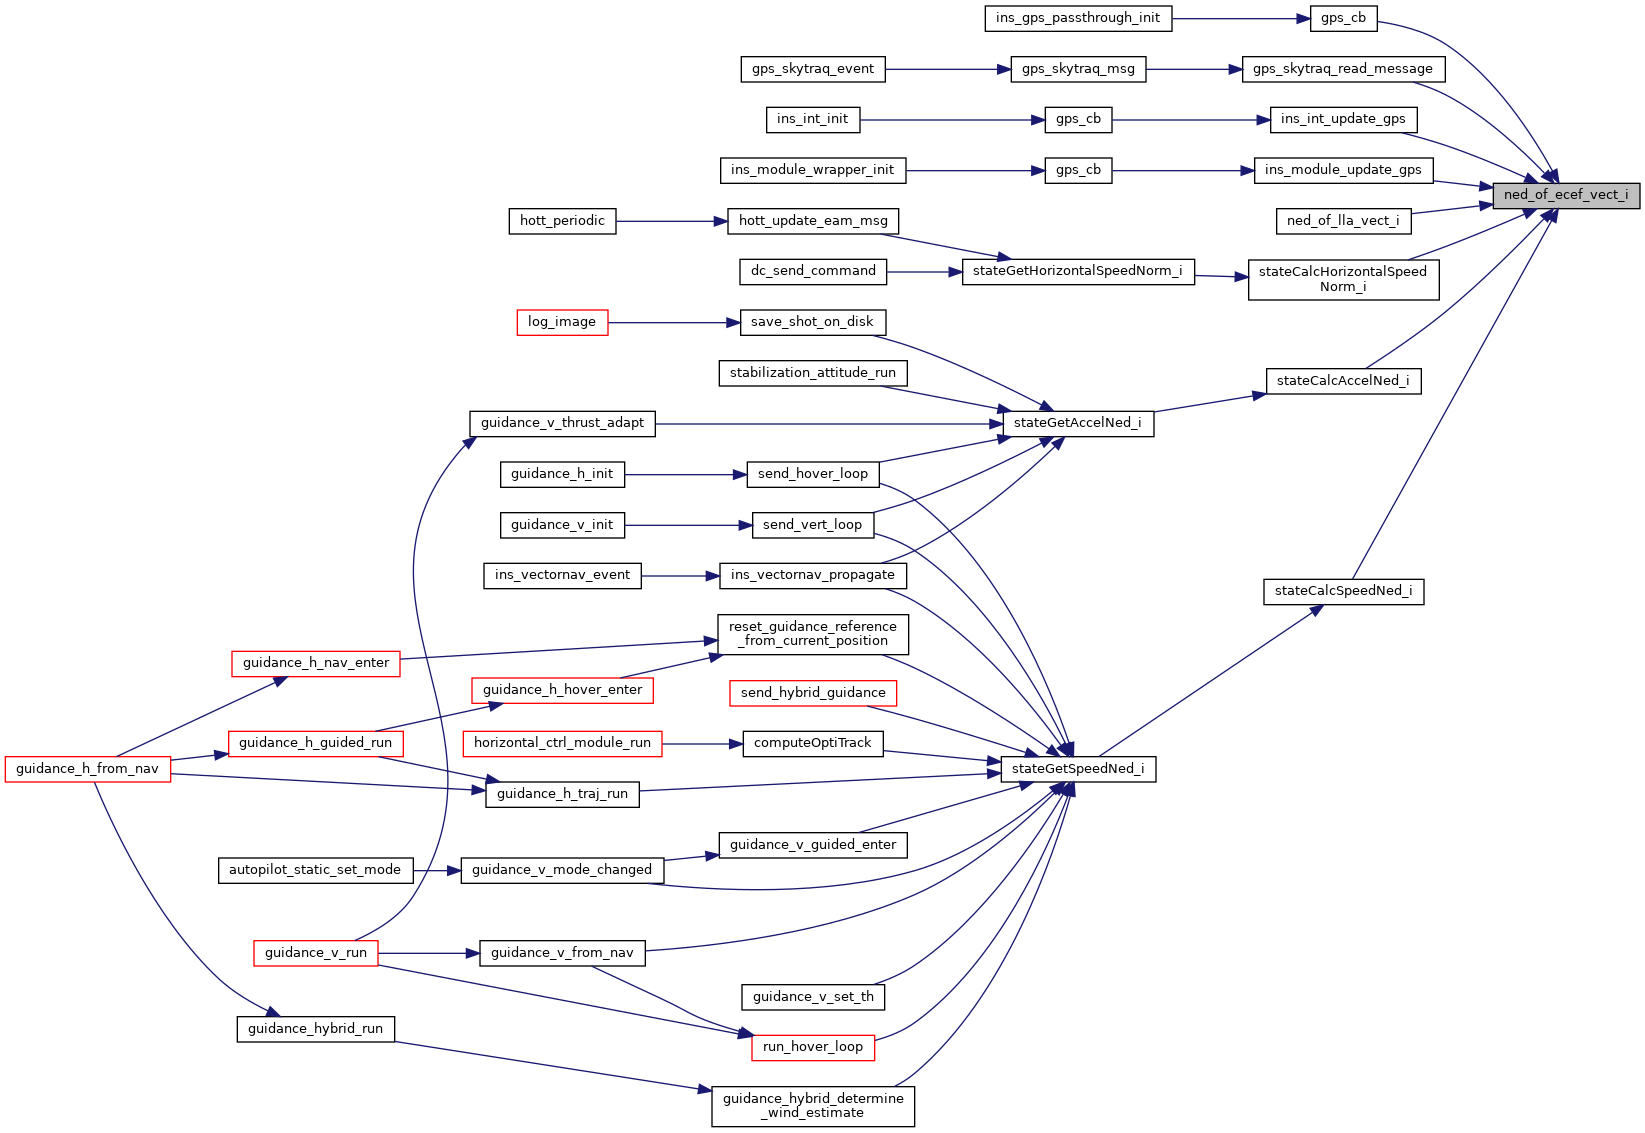 ins_gps_passthrough_init
gps_cb
gps_skytraq_event
gps_skytraq_msg
gps_skytraq_read_message
ins_int_init
gps_cb
ins_int_update_gps
ins_module_wrapper_init
gps_cb
ins_module_update_gps
ned_of_ecef_vect_i
hott_periodic
hott_update_eam_msg
ned_of_lla_vect_i
dc_send_command
stateGetHorizontalSpeedNorm_i
stateCalcHorizontalSpeed
Norm_i
log_image
save_shot_on_disk
stabilization_attitude_run
stateCalcAccelNed_i
guidance_v_thrust_adapt
stateGetAccelNed_i
guidance_h_init
send_hover_loop
guidance_v_init
send_vert_loop
ins_vectornav_event
ins_vectornav_propagate
stateCalcSpeedNed_i
reset_guidance_reference
_from_current_position
guidance_h_nav_enter
guidance_h_hover_enter
send_hybrid_guidance
guidance_h_guided_run
horizontal_ctrl_module_run
computeOptiTrack
guidance_h_from_nav
stateGetSpeedNed_i
guidance_h_traj_run
guidance_v_guided_enter
autopilot_static_set_mode
guidance_v_mode_changed
guidance_v_run
guidance_v_from_nav
guidance_v_set_th
guidance_hybrid_run
run_hover_loop
guidance_hybrid_determine
_wind_estimate